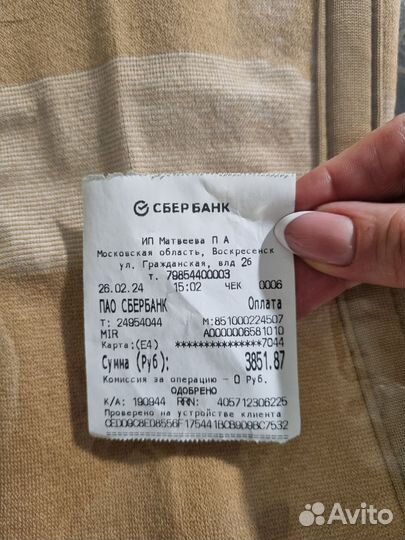 СБЕРБАНК
ИП Матвеева П А
Московская область, Воскресенск
ул. Гражданская, влд 26
т. 79854400003
26.02.24 15:02 ЧЕК 0006
ПАО СБЕРБАНК Оплата
Т: 24954044 М:851000224507
MIR A0000006581010
Карта:(E4) ****************7044
Сумма (Руб): 3851.87
Комиссия за операцию – 0 Руб.
ОДОБРЕНО
К/А: 190944 RRN: 405712306225
Проверено на устройстве клиента
CED09C8E08556F175441BCB909BC7532
Avito